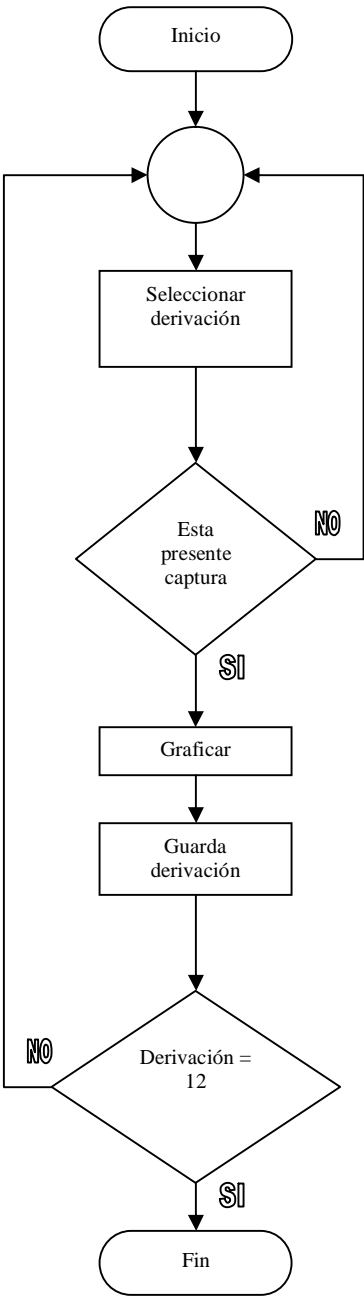 Inicio
Seleccionar
derivación
Esta
presente
captura
NO
SI
Graficar
Guarda
derivación
Derivación =
12
NO
SI
Fin